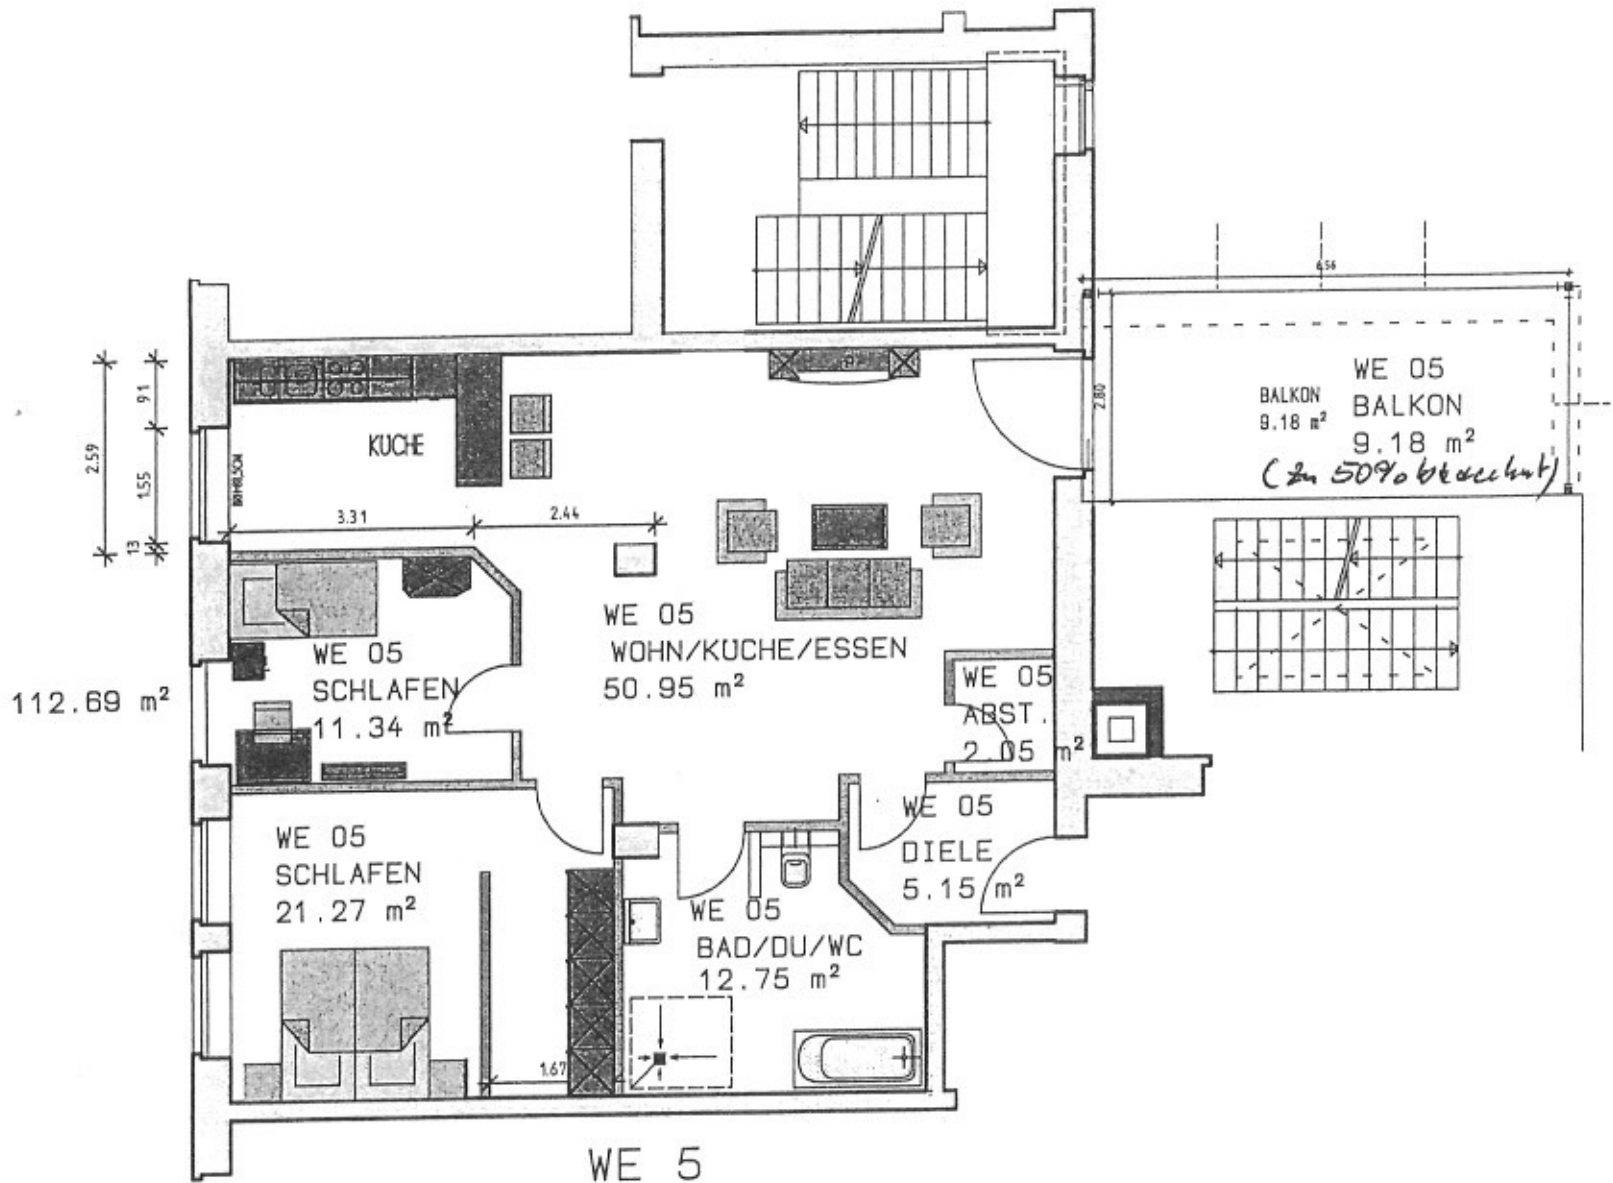 6.56
WE 05
BALKON
9.18 m²
BALKON
9.18 m²
(zu 50% berechnet)
2.80
91
2.59
1.55
13
KÜCHE
3.31
2.44
WE 05
WOHN/KÜCHE/ESSEN
50.95 m²
WE 05
SCHLAFEN
11.34 m²
112.69 m²
WE 05
ABST.
2.05 m²
WE 05
DIELE
5.15 m²
WE 05
SCHLAFEN
21.27 m²
WE 05
BAD/DU/WC
12.75 m²
1.67
WE 5